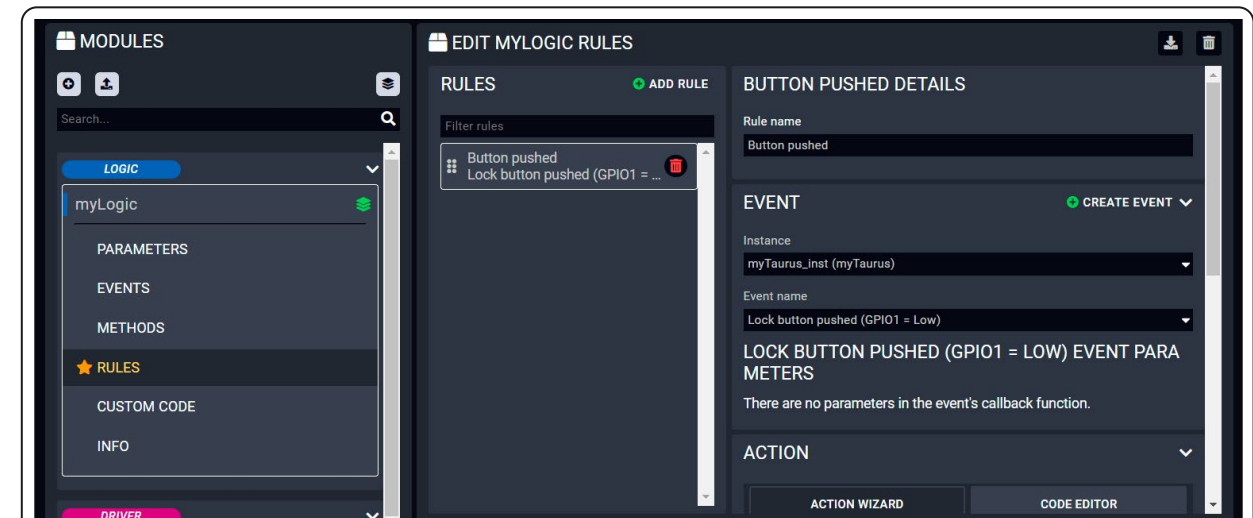 MODULES
Search...
LOGIC
myLogic
PARAMETERS
EVENTS
METHODS
RULES
CUSTOM CODE
INFO
DRIVER
EDIT MYLOGIC RULES
RULES
ADD RULE
Filter rules
Button pushed
Lock button pushed (GPIO1 = ...
BUTTON PUSHED DETAILS
Rule name
Button pushed
EVENT
CREATE EVENT
Instance
myTaurus_inst (myTaurus)
Event name
Lock button pushed (GPIO1 = Low)
LOCK BUTTON PUSHED (GPIO1 = LOW) EVENT PARA
METERS
There are no parameters in the event's callback function.
ACTION
ACTION WIZARD
CODE EDITOR